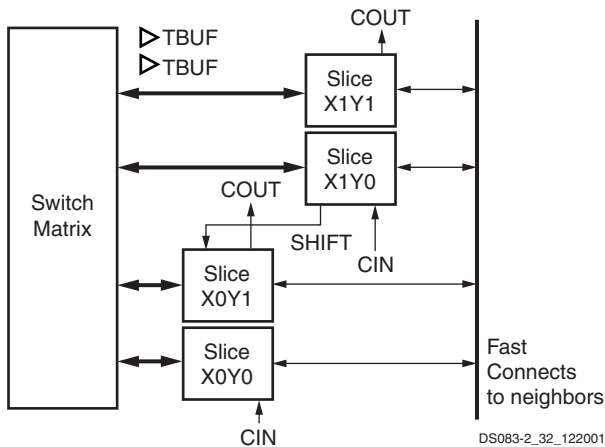 COUT
TBUF
TBUF
Slice
X1Y1
Slice
X1Y0
COUT
Switch
Matrix
SHIFT
CIN
Slice
X0Y1
Slice
X0Y0
Fast
Connects
to neighbors
CIN
DS083-2_32_122001